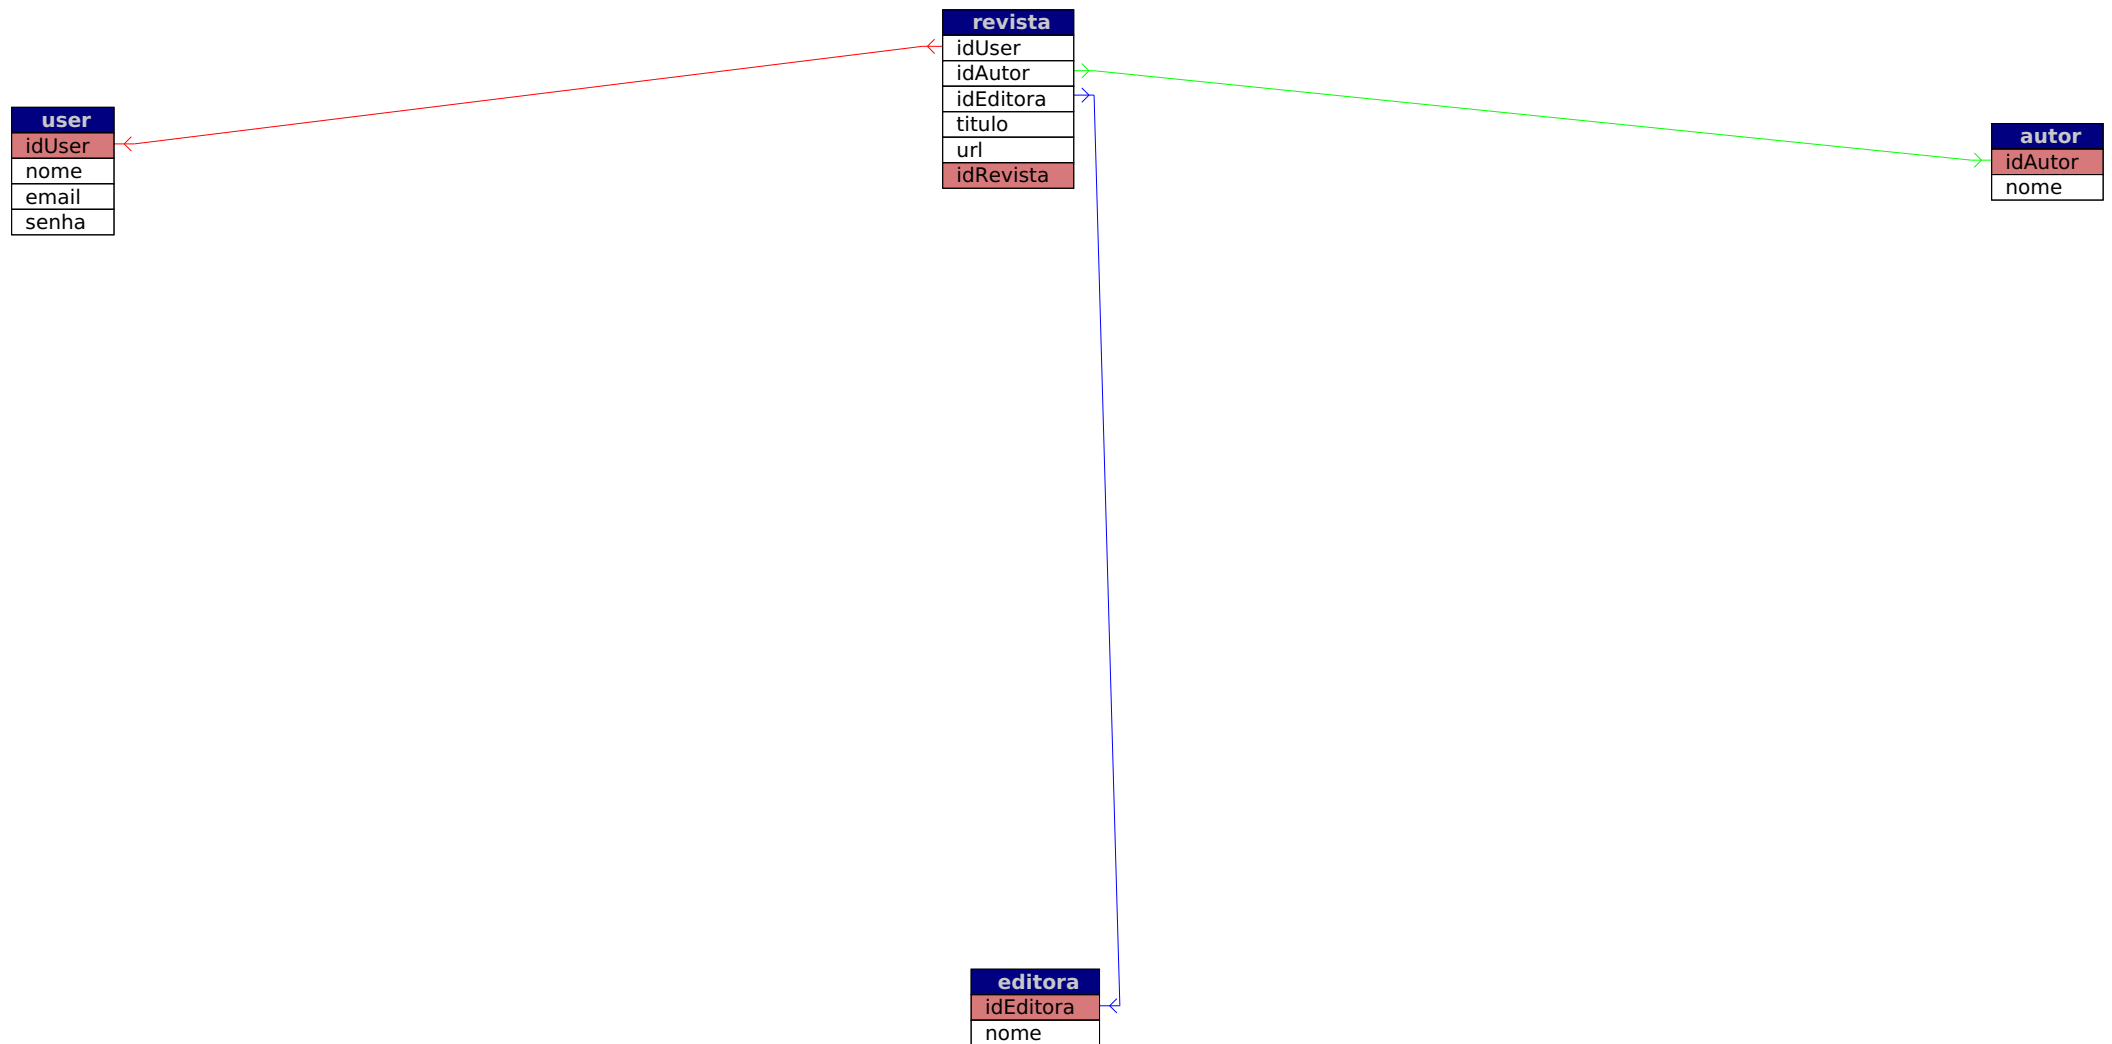 revista
idUser
idAutor
idEditora
titulo
url
idRevista
user
idUser
nome
email
senha
autor
idAutor
nome
editora
idEditora
nome